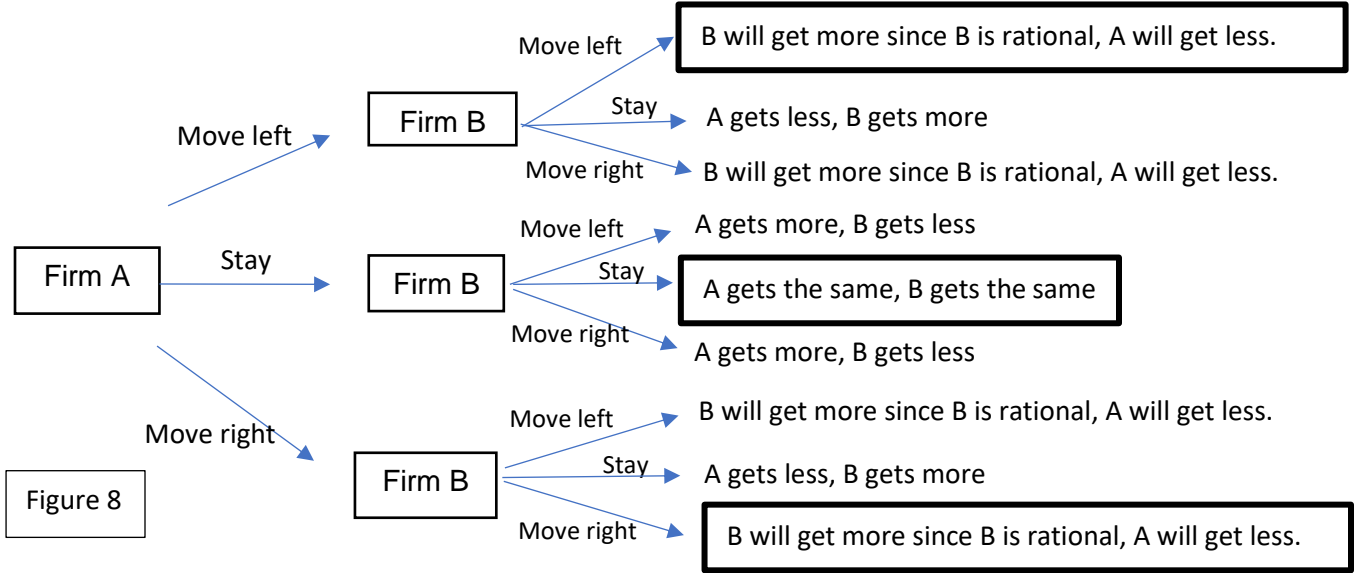 Move left
B will get more since B is rational, A will get less.
Move left
Firm B
Stay
A gets less, B gets more
Move right
B will get more since B is rational, A will get less.
Move left
A gets more, B gets less
Firm A
Stay
Firm B
Stay
A gets the same, B gets the same
Move right
A gets more, B gets less
Move right
Move left
B will get more since B is rational, A will get less.
Firm B
Stay
A gets less, B gets more
Move right
B will get more since B is rational, A will get less.
Figure 8